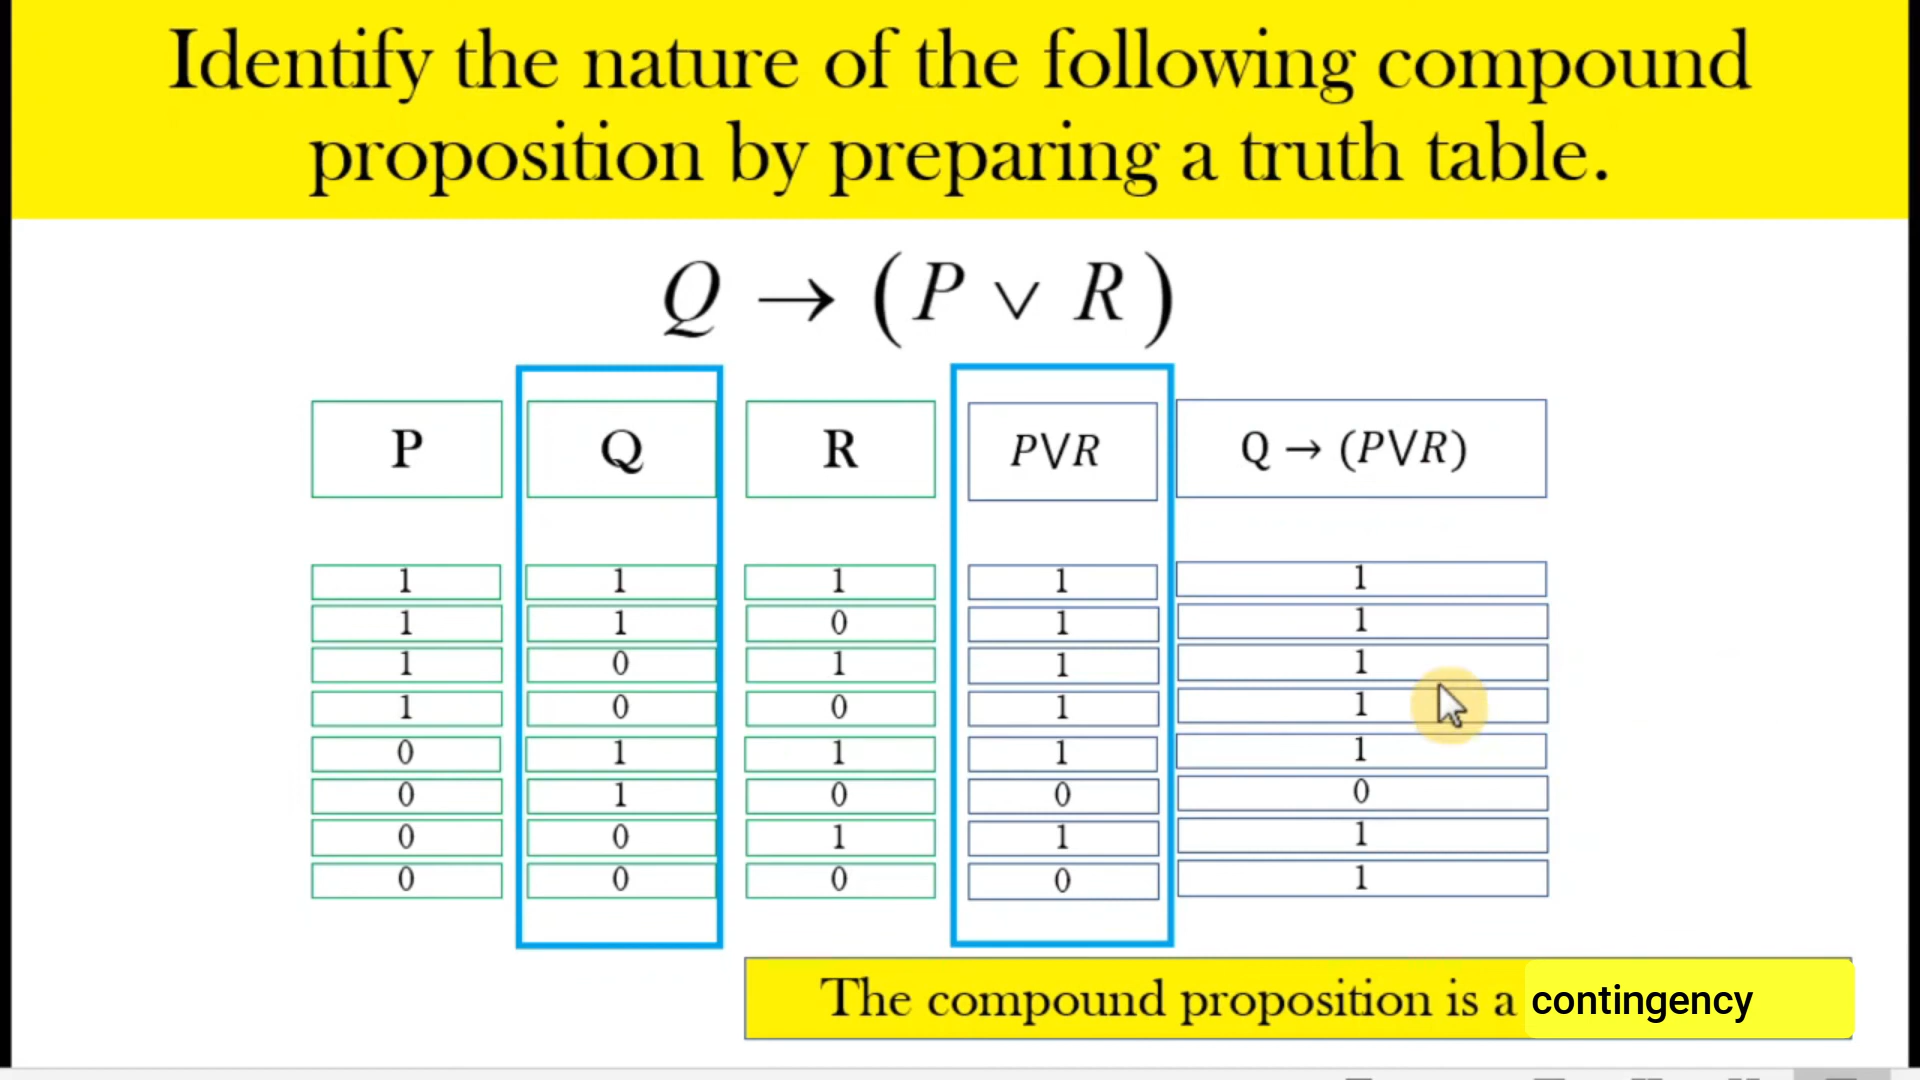 Identify the nature of the following compound
proposition by preparing a truth table.
Q → (P ∨ R)
P Q R P∨R Q → (P∨R)
1 1 1 1 1
1 1 0 1 1
1 0 1 1 1
1 0 0 1 1
0 1 1 1 1
0 1 0 0 0
0 0 1 1 1
0 0 0 0 1
The compound proposition is a contingency